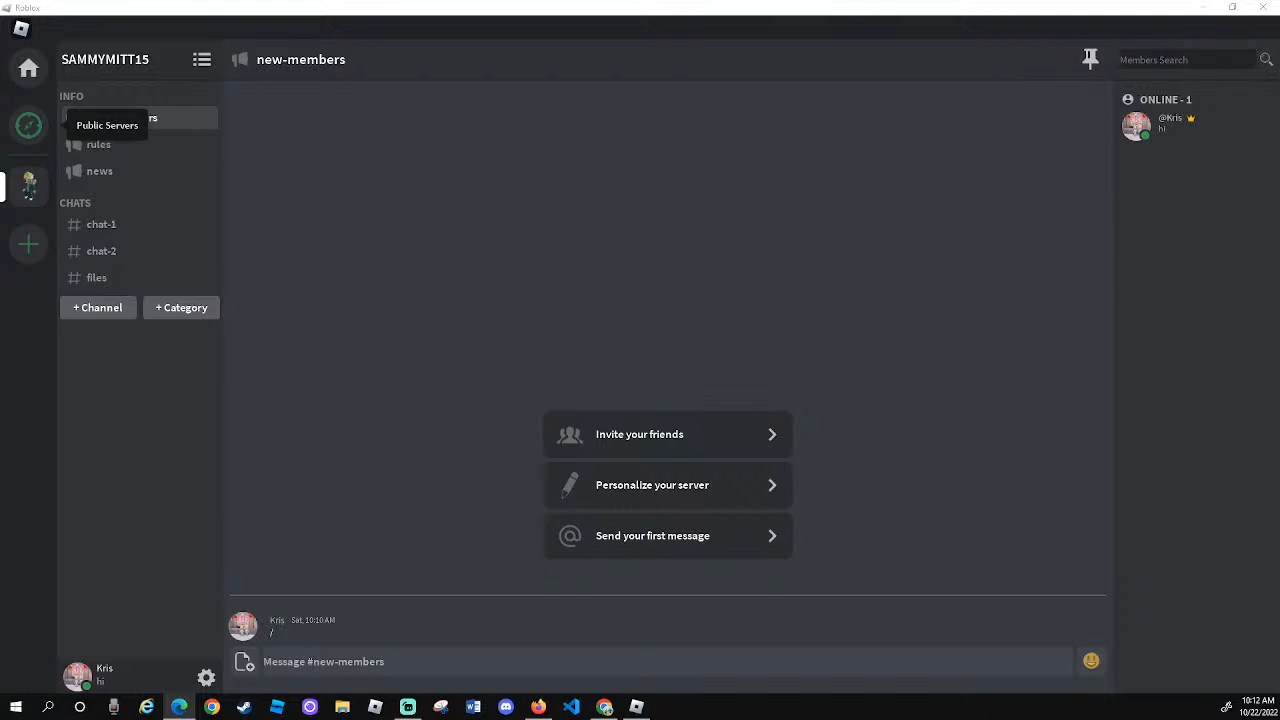 Roblox
SAMMYMITT15
new-members
Members Search
INFO
Public Servers
rs
rules
news
CHATS
chat-1
chat-2
files
+ Channel
+ Category
ONLINE - 1
@Kris
hi
Invite your friends
Personalize your server
Send your first message
Kris Sat, 10:10 AM
/
Message #new-members
Kris
hi
10:12 AM
10/22/2022